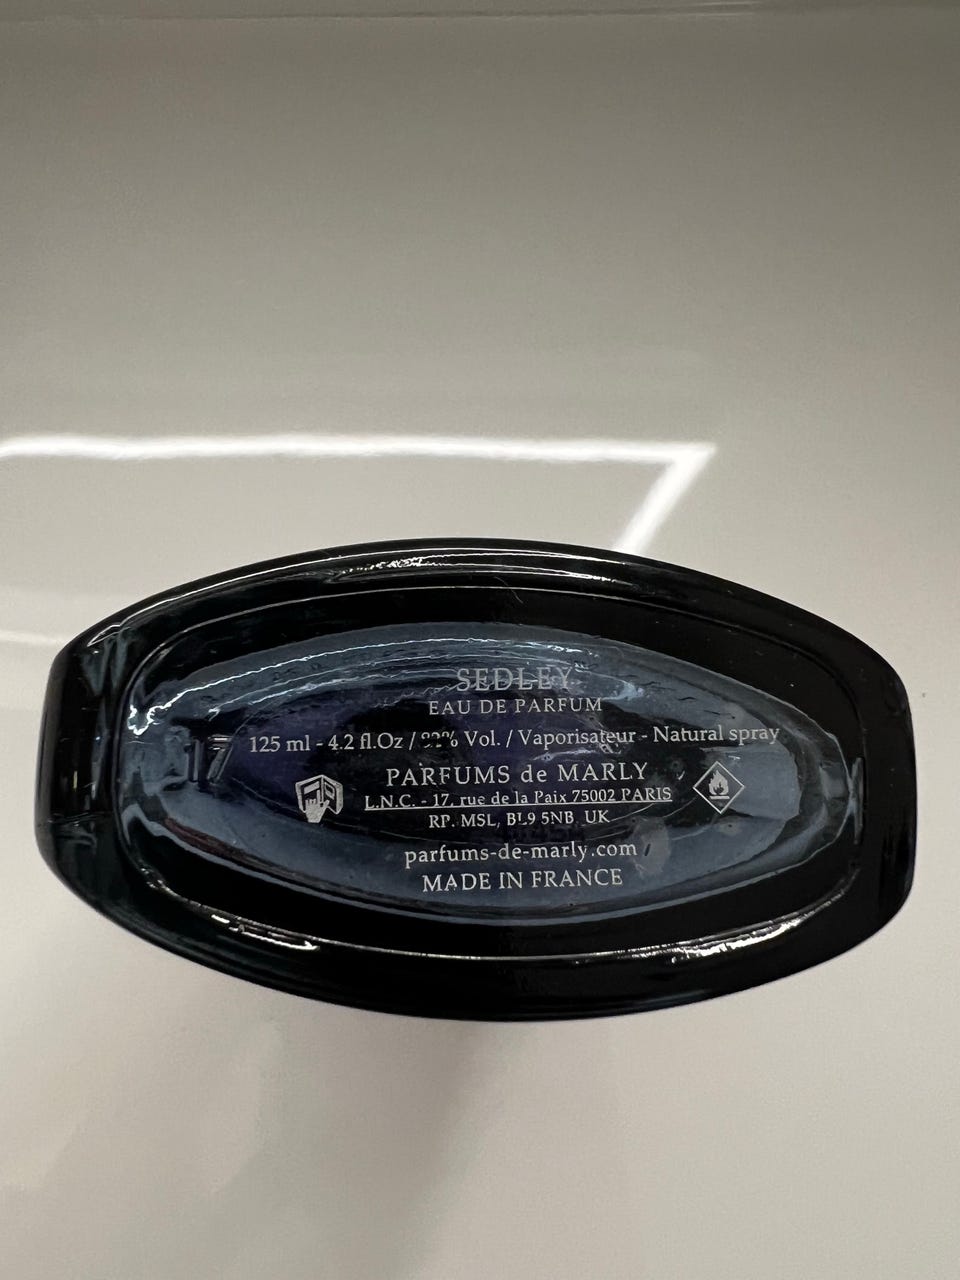 SEDLEY
EAU DE PARFUM
125 ml - 4.2 fl.Oz / % Vol. / Vaporisateur - Natural spray
PARFUMS de MARLY
L.N.C. - 17, rue de la Paix 75002 PARIS
RP. MSL, BL9 5NB, UK
parfums-de-marly.com
MADE IN FRANCE
17